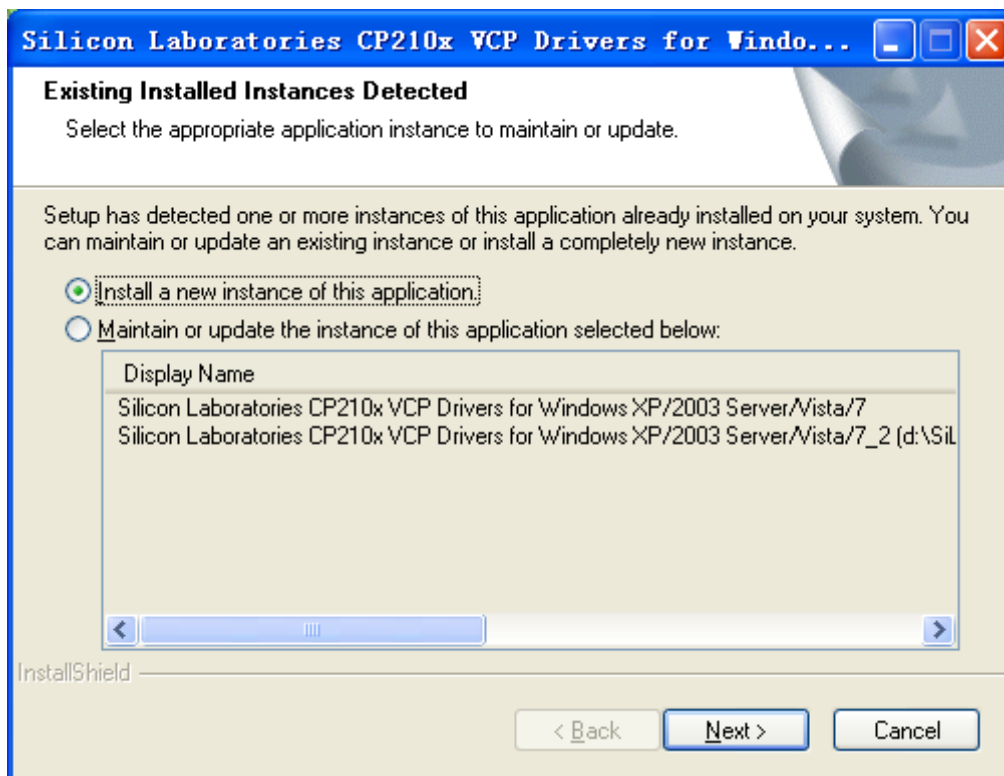 Silicon Laboratories CP210x VCP Drivers for Windo...
Existing Installed Instances Detected
Select the appropriate application instance to maintain or update.
Setup has detected one or more instances of this application already installed on your system. You
can maintain or update an existing instance or install a completely new instance.
Install a new instance of this application.
Maintain or update the instance of this application selected below:
Display Name
Silicon Laboratories CP210x VCP Drivers for Windows XP/2003 Server/Vista/7
Silicon Laboratories CP210x VCP Drivers for Windows XP/2003 Server/Vista/7_2 (d:\SiL
InstallShield
< Back
Next >
Cancel